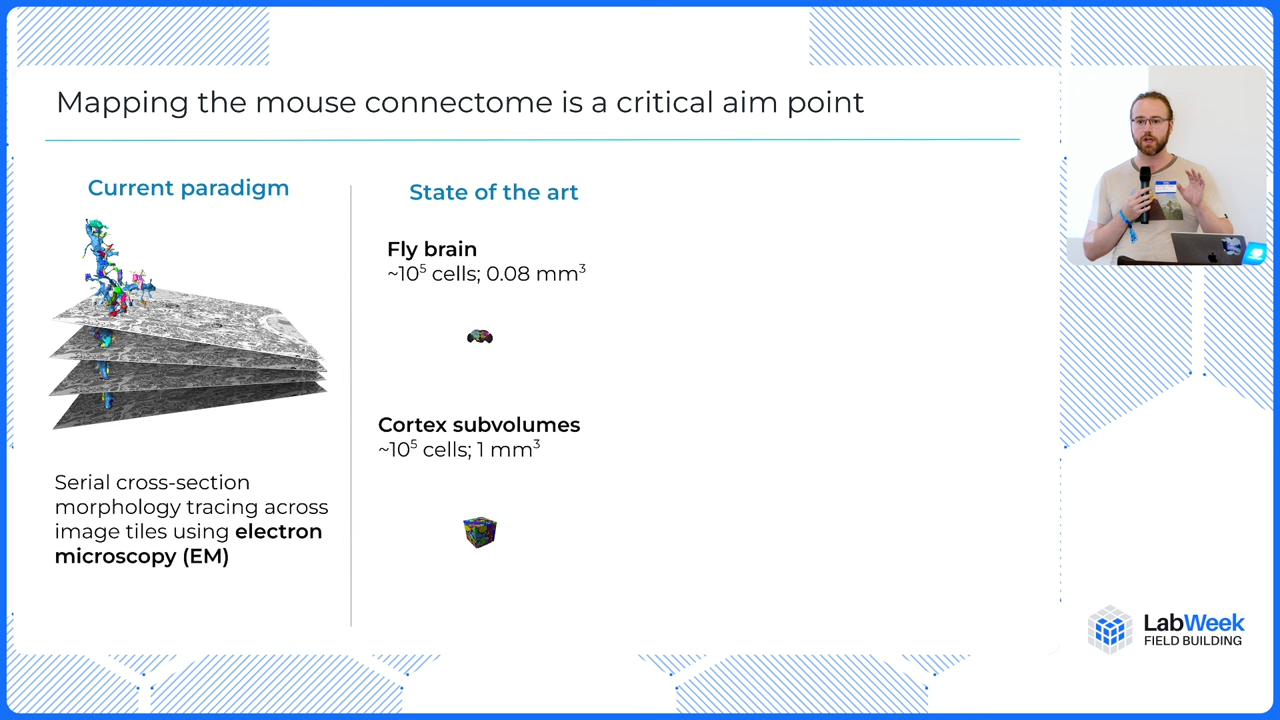 Mapping the mouse connectome is a critical aim point
Current paradigm
Serial cross-section
morphology tracing across
image tiles using electron
microscopy (EM)
State of the art
Fly brain
~10⁵ cells; 0.08 mm³
Cortex subvolumes
~10⁵ cells; 1 mm³
LabWeek
FIELD BUILDING